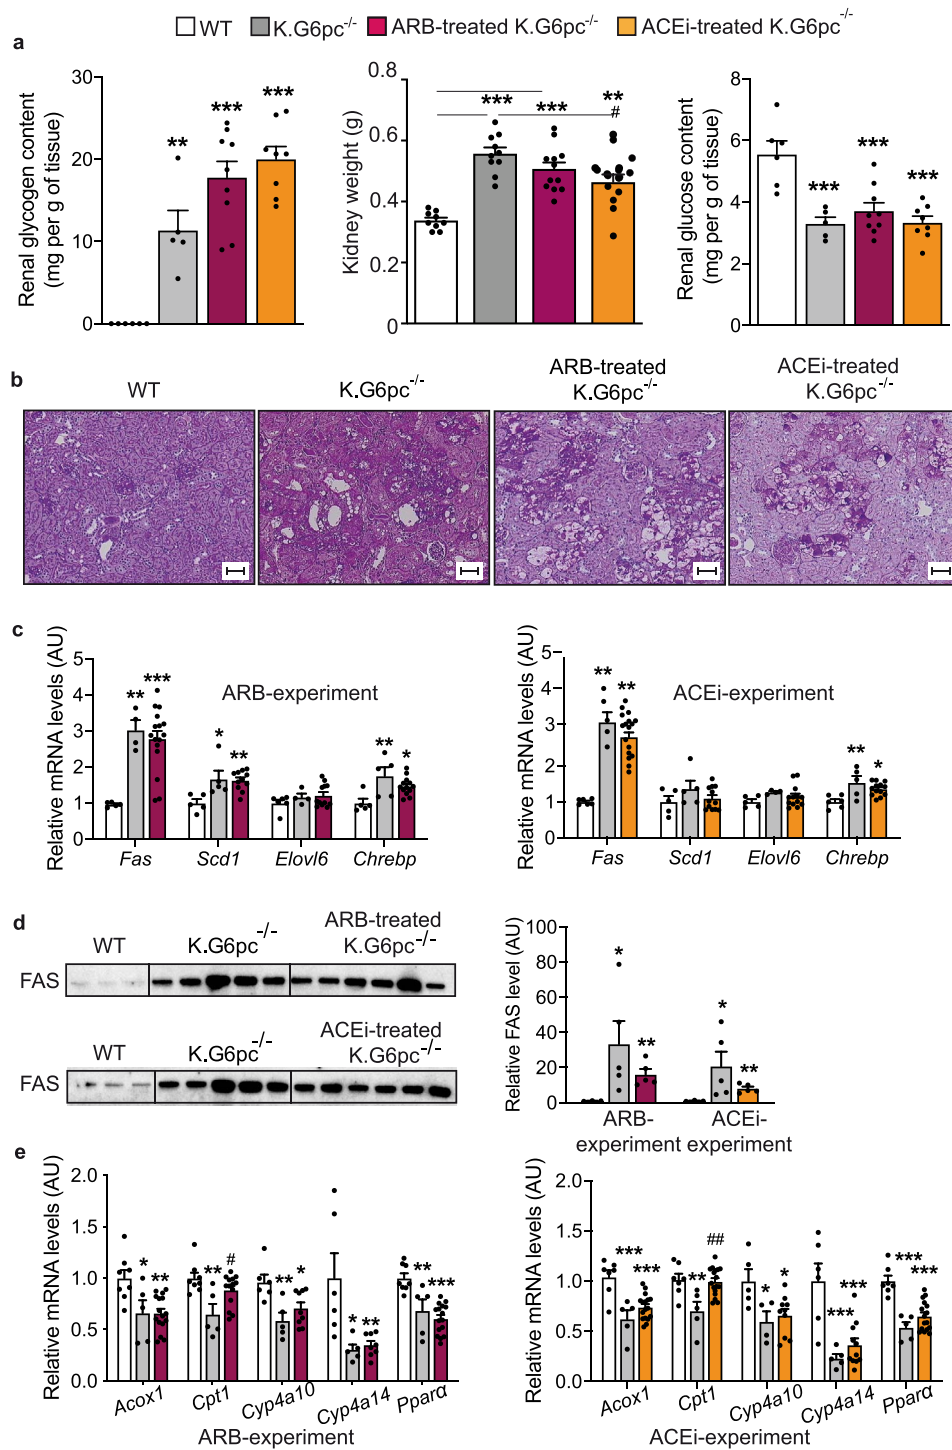 WT K.G6pc-/- ARB-treated K.G6pc-/- ACEi-treated K.G6pc-/-
a
Renal glycogen content
(mg per g of tissue)
30
20
10
0
** *** ***
Kidney weight (g)
0.8
0.6
0.4
0.2
0
*** *** **
#
Renal glucose content
(mg per g of tissue)
8
6
4
2
0
*** *** ***
b
WT
K.G6pc-/-
ARB-treated
K.G6pc-/-
ACEi-treated
K.G6pc-/-
c
Relative mRNA levels (AU)
5
4
3
2
1
0
ARB-experiment
** *** * ** ** *
Fas Scd1 Elovl6 Chrebp
Relative mRNA levels (AU)
5
4
3
2
1
0
ACEi-experiment
** ** ** *
Fas Scd1 Elovl6 Chrebp
d
WT
K.G6pc-/-
ARB-treated
K.G6pc-/-
FAS
WT
K.G6pc-/-
ACEi-treated
K.G6pc-/-
FAS
Relative FAS level (AU)
100
80
60
40
20
0
* ** * **
ARB- ACEi-
experiment experiment
e
Relative mRNA levels (AU)
2.0
1.5
1.0
0.5
0.0
* ** ** # ** * * ** ** ***
Acox1 Cpt1 Cyp4a10 Cyp4a14 Pparα
ARB-experiment
Relative mRNA levels (AU)
2.0
1.5
1.0
0.5
0.0
*** *** ** ## * * *** *** *** ***
Acox1 Cpt1 Cyp4a10 Cyp4a14 Pparα
ACEi-experiment